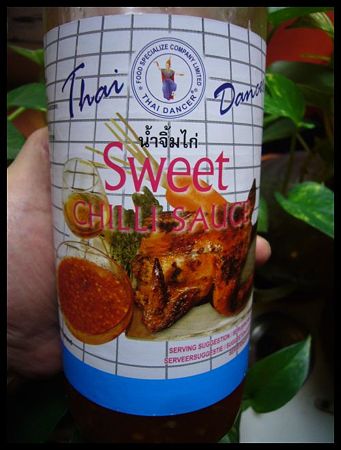 FOOD SPECIALIZE COMPANY LIMITED
THAI DANCER
Thai Dancer
น้ำจิ้มไก่
Sweet
CHILLI SAUCE
SERVING SUGGESTION
SERVEERSUGGESTIE